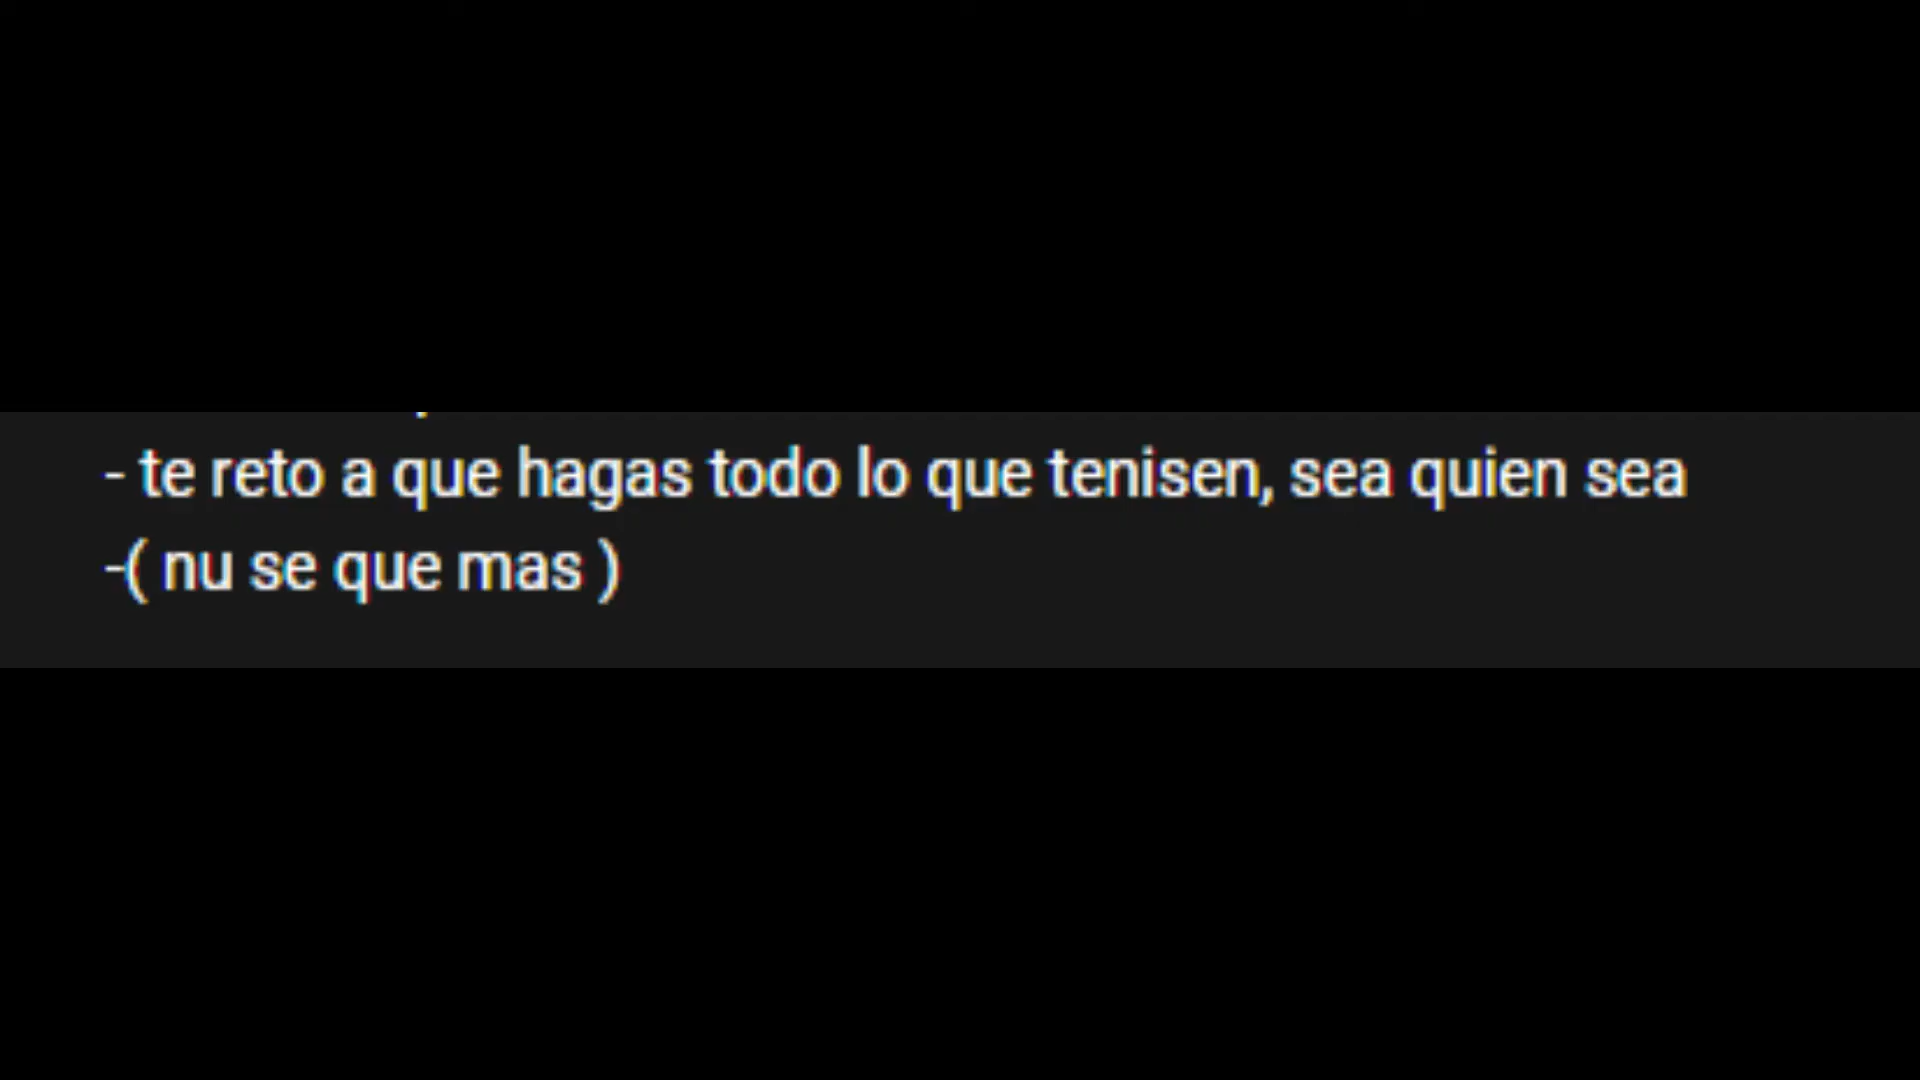 - te reto a que hagas todo lo que tenisen, sea quien sea
-( nu se que mas )